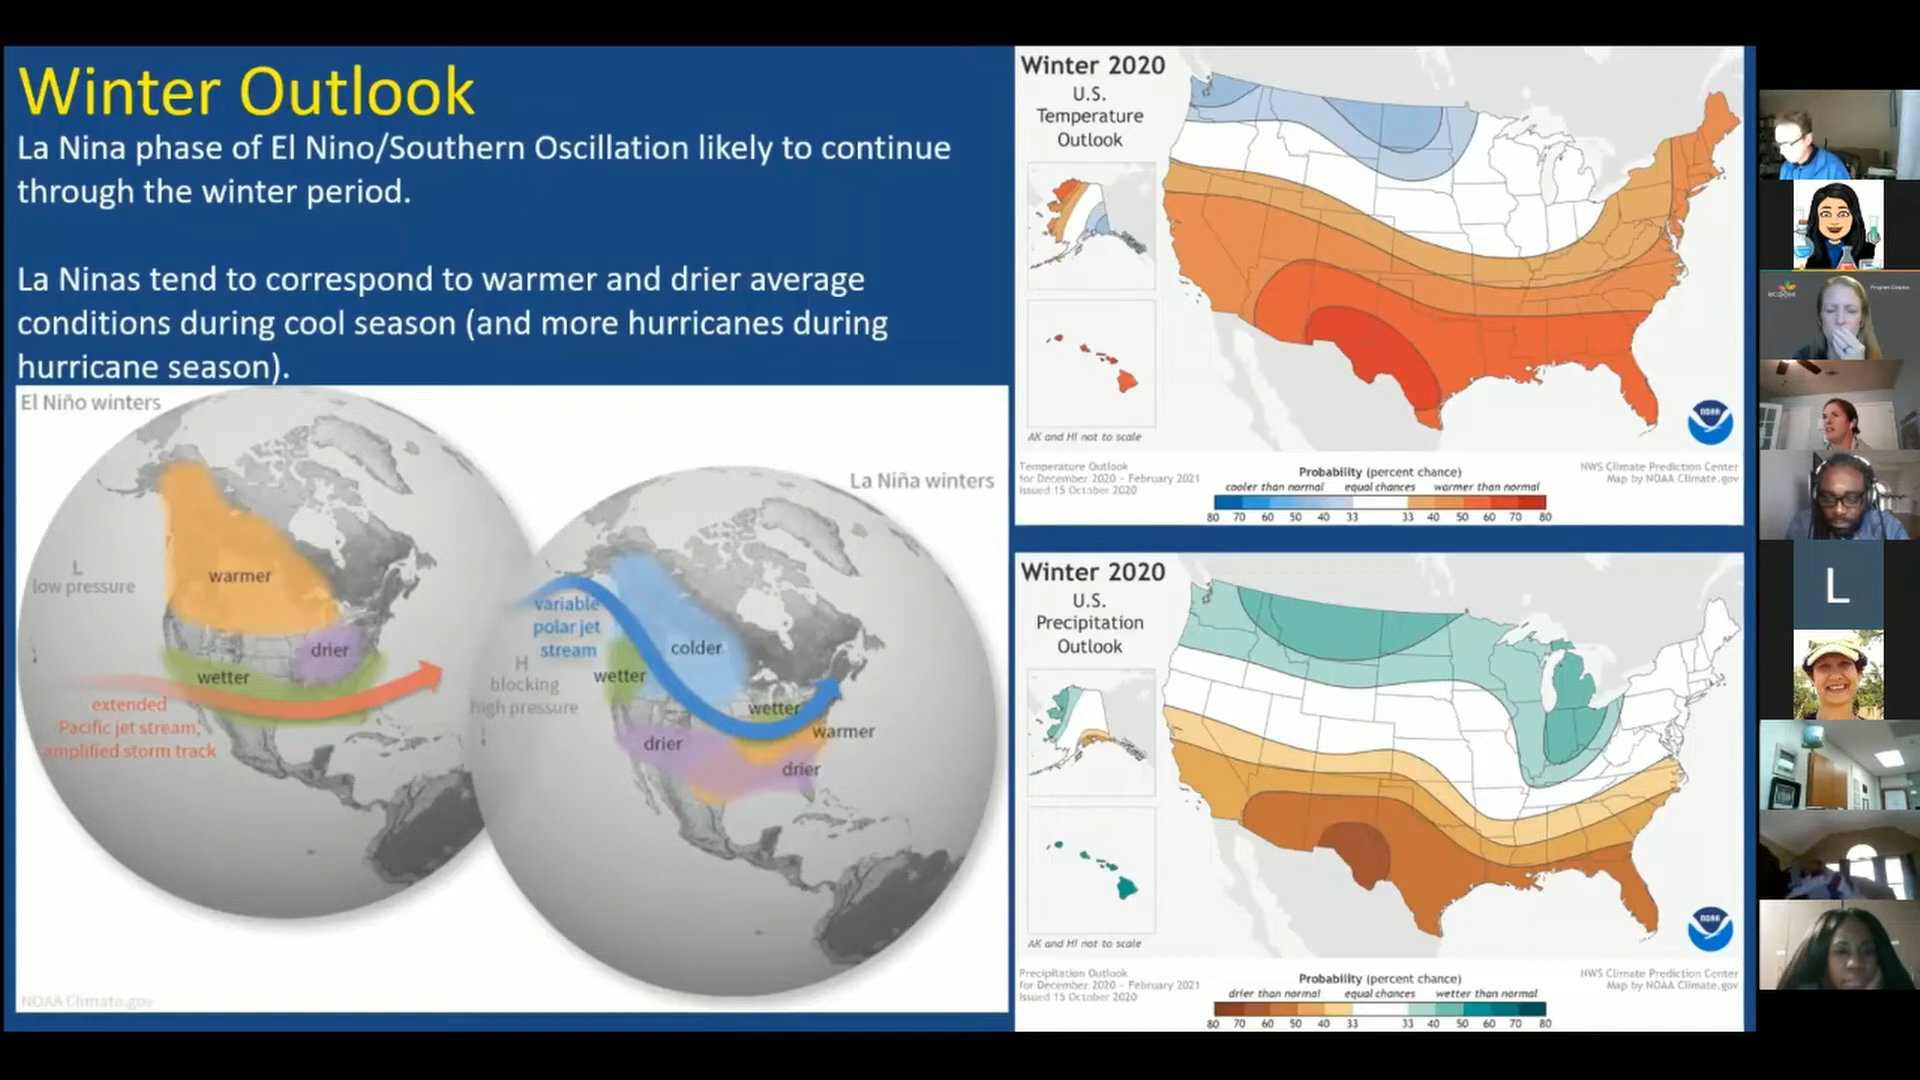 Winter Outlook
La Nina phase of El Nino/Southern Oscillation likely to continue
through the winter period.
La Ninas tend to correspond to warmer and drier average
conditions during cool season (and more hurricanes during
hurricane season).
El Niño winters
La Niña winters
L
low pressure
warmer
drier
wetter
extended
Pacific jet stream,
amplified storm track
variable
polar jet
stream
H
blocking
high pressure
colder
wetter
wetter
warmer
drier
drier
NOAA Climate.gov
Winter 2020
U.S.
Temperature
Outlook
AK and HI not to scale
NOAA
Temperature Outlook
for December 2020 - February 2021
Issued 15 October 2020
Probability (percent chance)
cooler than normal equal chances warmer than normal
80 70 60 50 40 33 33 40 50 60 70 80
NWS Climate Prediction Center
Map by NOAA Climate.gov
Winter 2020
U.S.
Precipitation
Outlook
AK and HI not to scale
NOAA
Precipitation Outlook
for December 2020 - February 2021
Issued 15 October 2020
Probability (percent chance)
drier than normal equal chances wetter than normal
80 70 60 50 40 33 33 40 50 60 70 80
NWS Climate Prediction Center
Map by NOAA Climate.gov
L